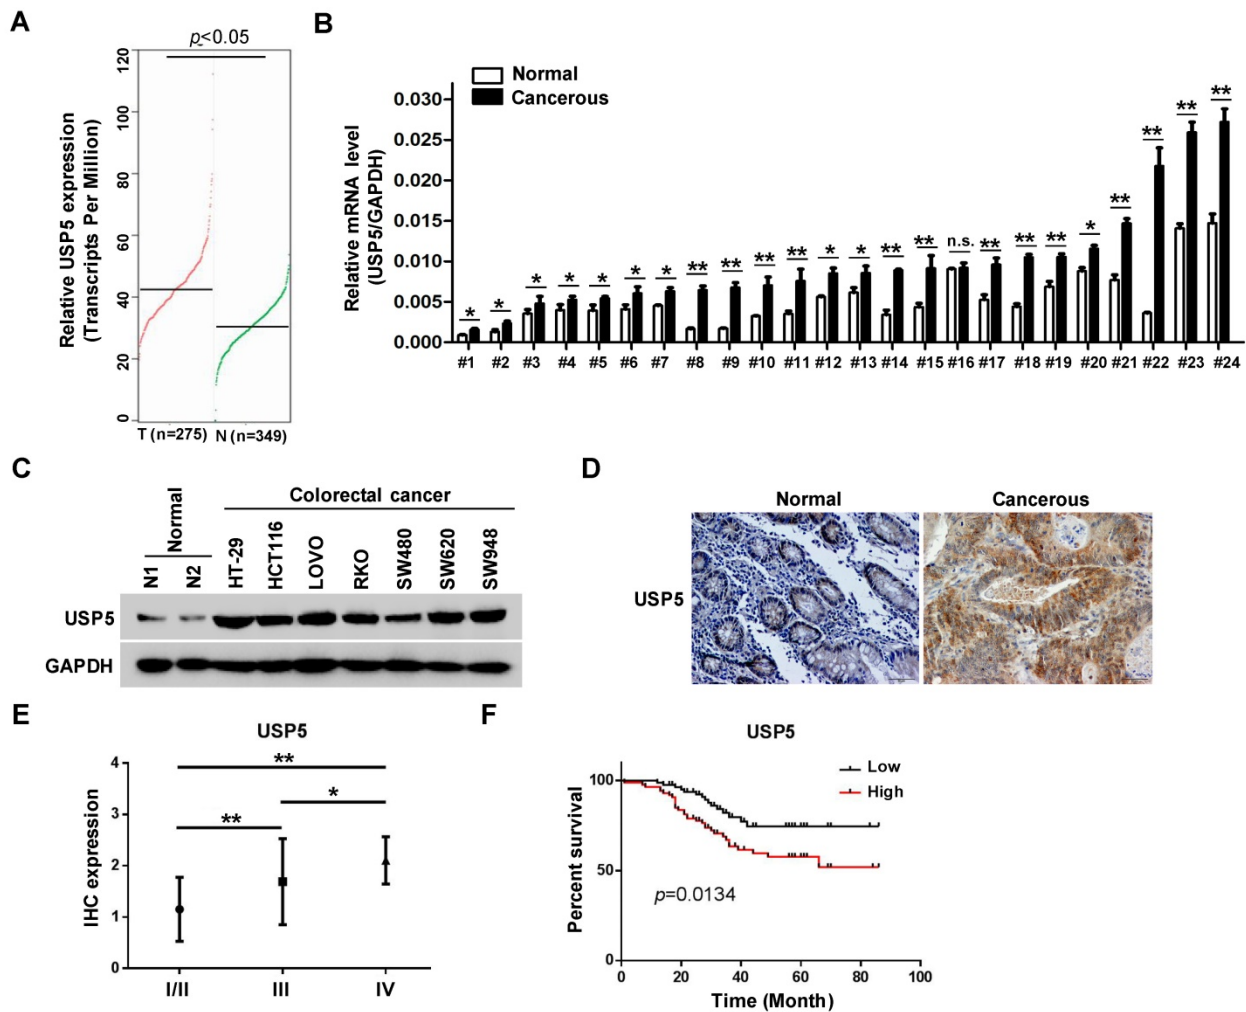 A
p<0.05
Relative USP5 expression
(Transcripts Per Million)
120
100
80
60
40
20
0
T (n=275) N (n=349)
B
Normal
Cancerous
Relative mRNA level
(USP5/GAPDH)
0.030
0.025
0.020
0.015
0.010
0.005
0.000
* * * * * * * ** ** ** ** * * ** ** n.s. ** ** ** * ** ** ** **
#1 #2 #3 #4 #5 #6 #7 #8 #9 #10 #11 #12 #13 #14 #15 #16 #17 #18 #19 #20 #21 #22 #23 #24
C
Normal
Colorectal cancer
N1 N2 HT-29 HCT116 LOVO RKO SW480 SW620 SW948
USP5
GAPDH
D
Normal Cancerous
USP5
E
USP5
IHC expression
4
3
2
1
0
**
*
**
I/II III IV
F
USP5
Low
High
Percent survival
100
50
0
p=0.0134
0 20 40 60 80 100
Time (Month)